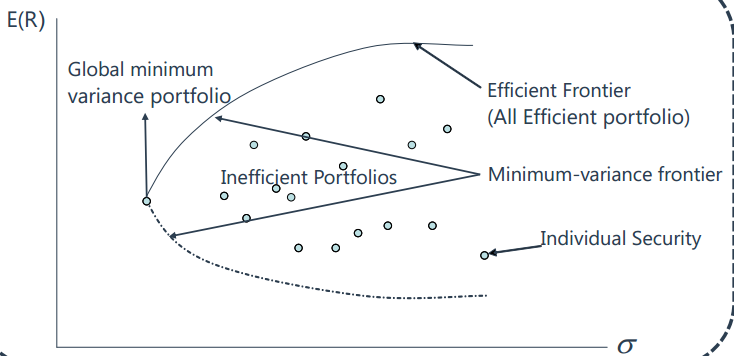 E(R)
Global minimum
variance portfolio
Efficient Frontier
(All Efficient portfolio)
Inefficient Portfolios
Minimum-variance frontier
Individual Security
σ